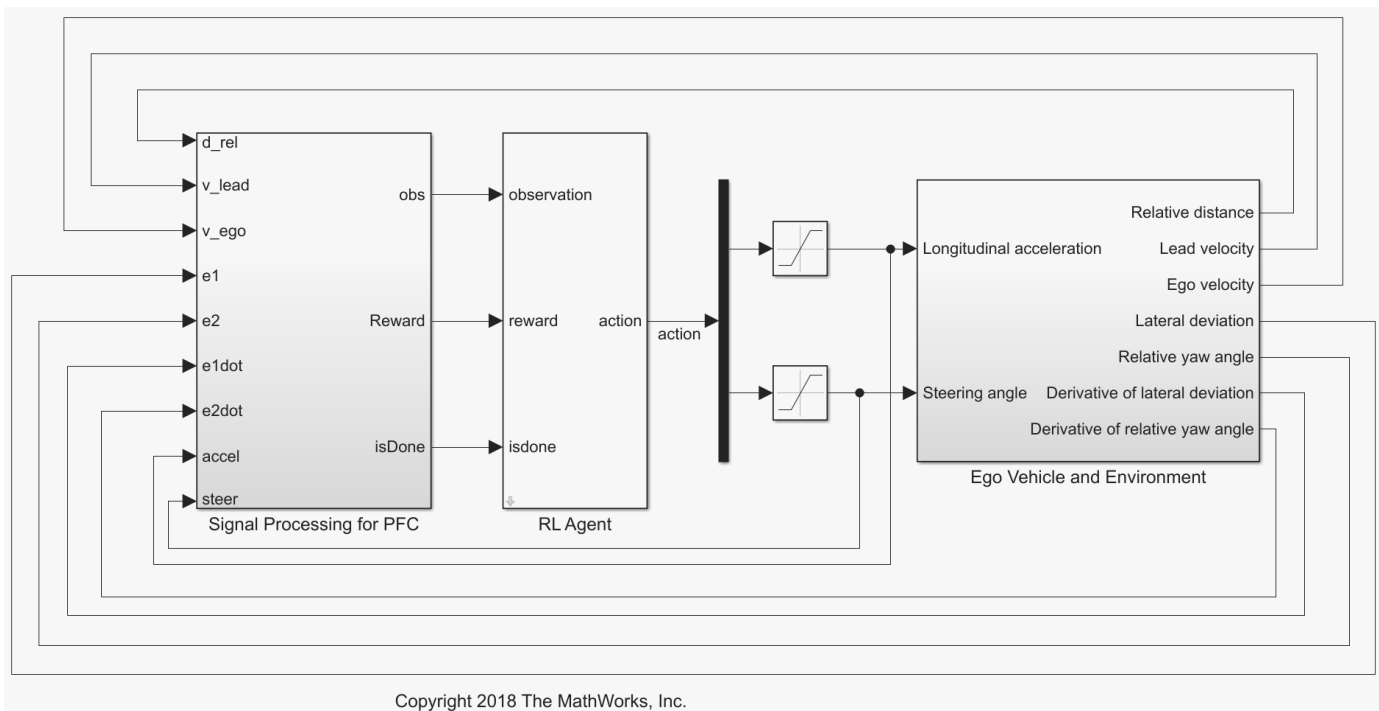 d_rel
v_lead
v_ego
e1
e2
e1dot
e2dot
accel
steer
obs
Reward
isDone
Signal Processing for PFC
observation
reward
isdone
action
RL Agent
action
Longitudinal acceleration
Steering angle
Relative distance
Lead velocity
Ego velocity
Lateral deviation
Relative yaw angle
Derivative of lateral deviation
Derivative of relative yaw angle
Ego Vehicle and Environment
Copyright 2018 The MathWorks, Inc.